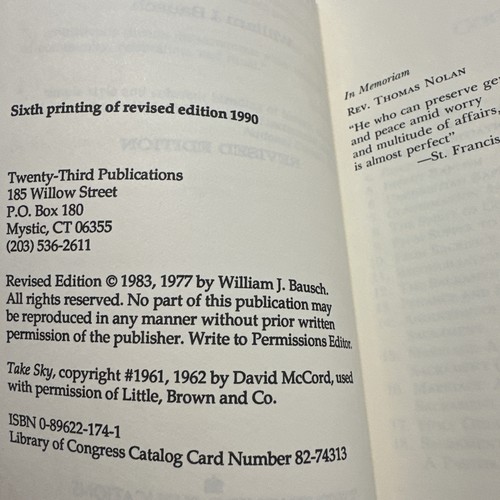 Sixth printing of revised edition 1990
Twenty-Third Publications
185 Willow Street
P.O. Box 180
Mystic, CT 06355
(203) 536-2611
Revised Edition © 1983, 1977 by William J. Bausch.
All rights reserved. No part of this publication may
be reproduced in any manner without prior written
permission of the publisher. Write to Permissions Editor.
Take Sky, copyright #1961, 1962 by David McCord, used
with permission of Little, Brown and Co.
ISBN 0-89622-174-1
Library of Congress Catalog Card Number 82-74313
In Memoriam
REV. THOMAS NOLAN
"He who can preserve ge
and peace amid worry
and multitude of affairs,
is almost perfect"
—St. Francis